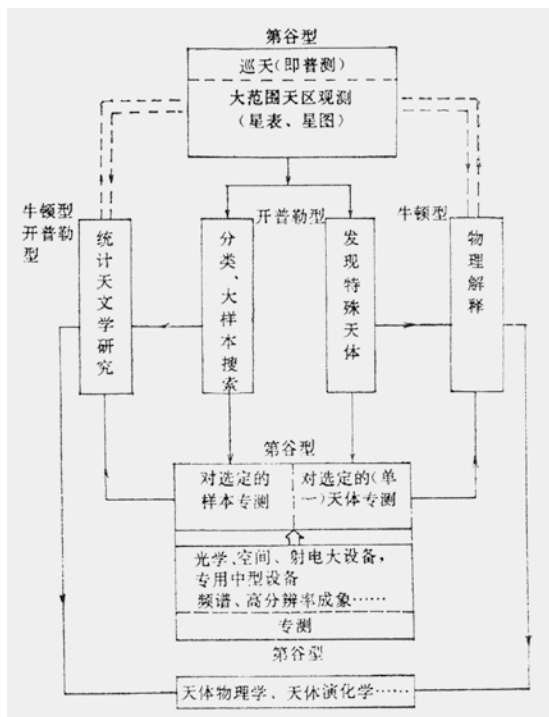 第谷型
巡天(即普测)
大范围天区观测
(星表、星图)
牛顿型
开普勒
型
开普勒型
牛顿型
统计天文学研究
分类、大样本搜索
发现特殊天体
物理解释
第谷型
对选定的
样本专测
对选定的(单
一)天体专测
光学、空间、射电大设备,
专用中型设备
频谱、高分辨率成象……
专测
第谷型
天体物理学、天体演化学……